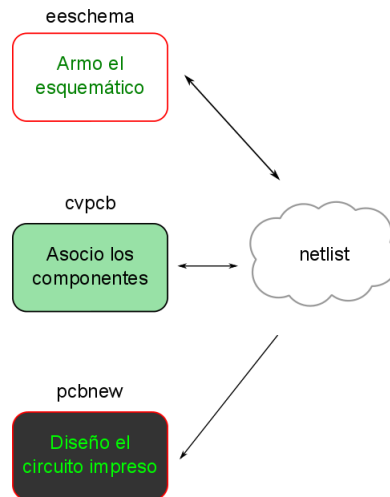 eeschema
Armo el
esquemático
cvpcb
Asocio los
componentes
netlist
pcbnew
Diseño el
circuito impreso